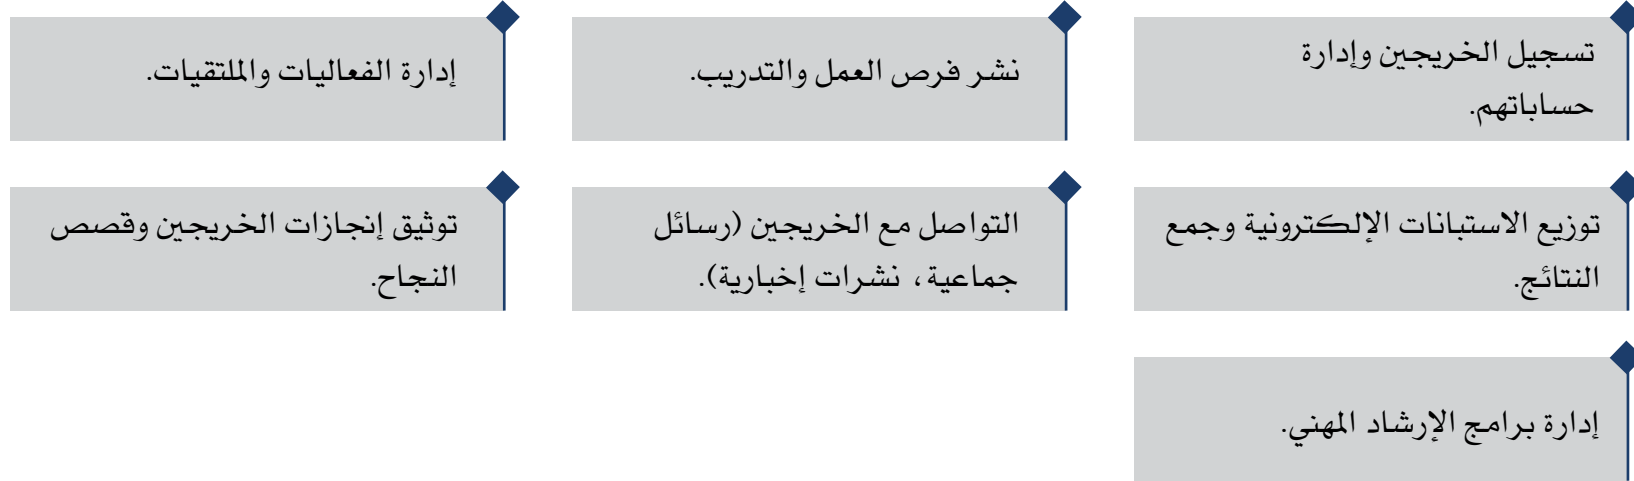 تسجيل الخريجين وإدارة
حساباتهم.
نشر فرص العمل والتدريب.
إدارة الفعاليات والملتقيات.
توزيع الاستبانات الإلكترونية وجمع
النتائج.
التواصل مع الخريجين (رسائل
جماعية، نشرات إخبارية).
توثيق إنجازات الخريجين وقصص
النجاح.
إدارة برامج الإرشاد المهني.